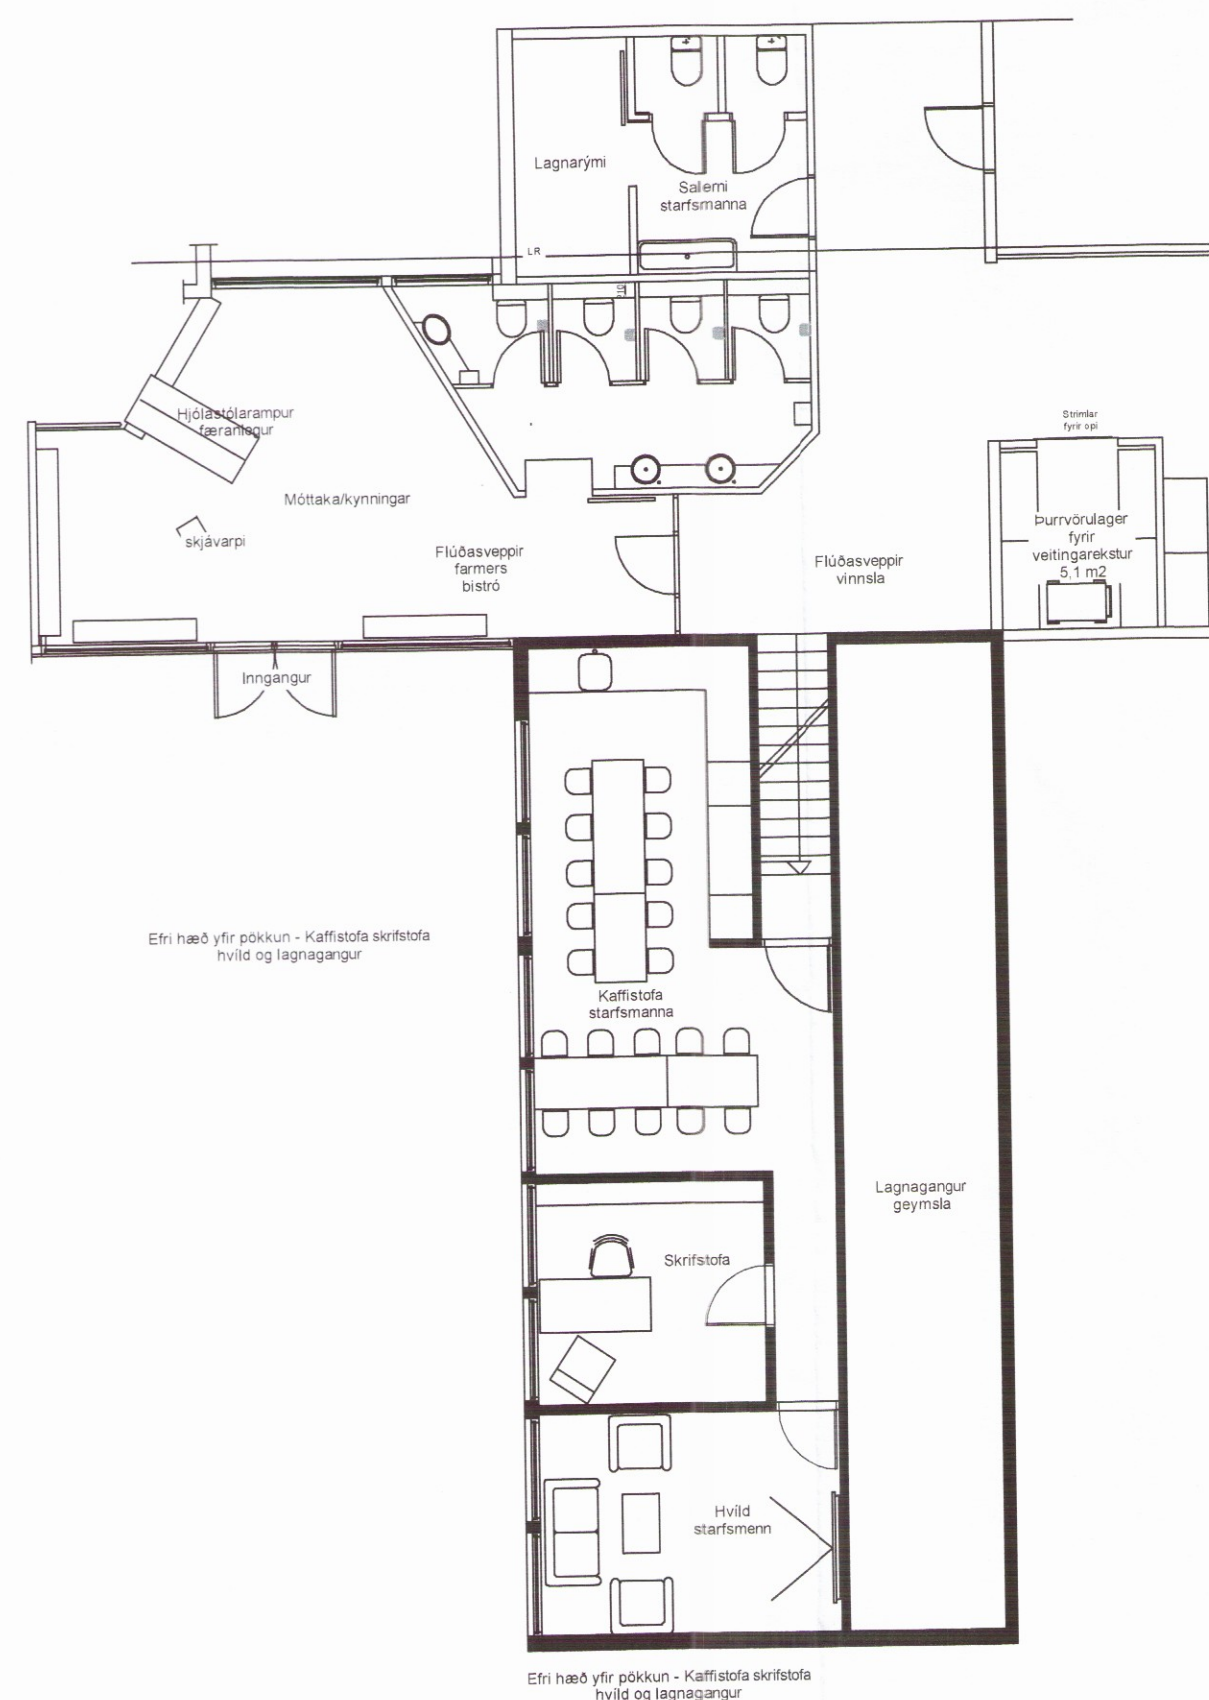 Lagnarými
Salerni
starfsmanna
LR
Hjólastólarampur
færanlegur
Strimlar
fyrir opi
Móttaka/kynningar
skjávarpi
Flúðasveppir
farmers
bistró
Flúðasveppir
vinnsla
Þurrvörulager
fyrir
veitingarekstur
5,1 m2
Inngangur
Efri hæð yfir pökkun - Kaffistofa skrifstofa
hvíld og lagnagangur
Kaffistofa
starfsmanna
Lagnagangur
geymsla
Skrifstofa
Hvíld
starfsmenn
Efri hæð yfir pökkun - Kaffistofa skrifstofa
hvíld og lagnagangur